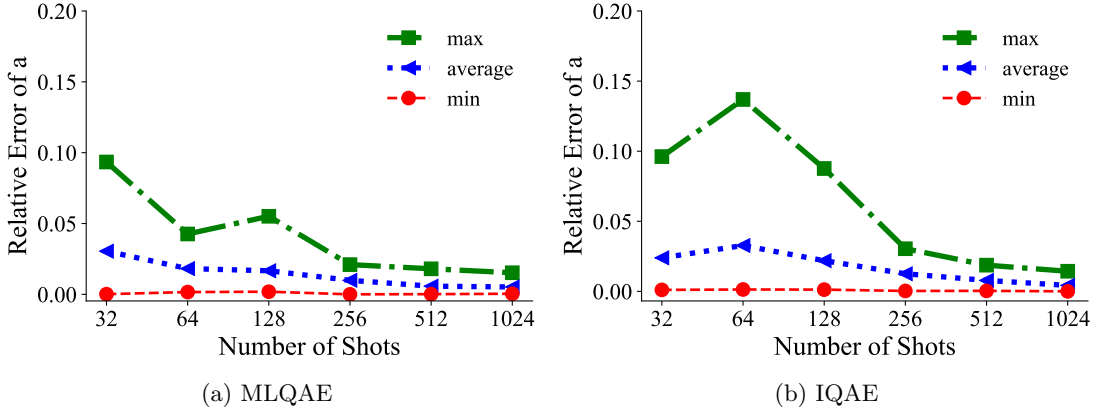 0.20
0.15
0.10
0.05
0.00
Relative Error of a
max
average
min
32 64 128 256 512 1024
Number of Shots
(a) MLQAE
0.20
0.15
0.10
0.05
0.00
Relative Error of a
max
average
min
32 64 128 256 512 1024
Number of Shots
(b) IQAE